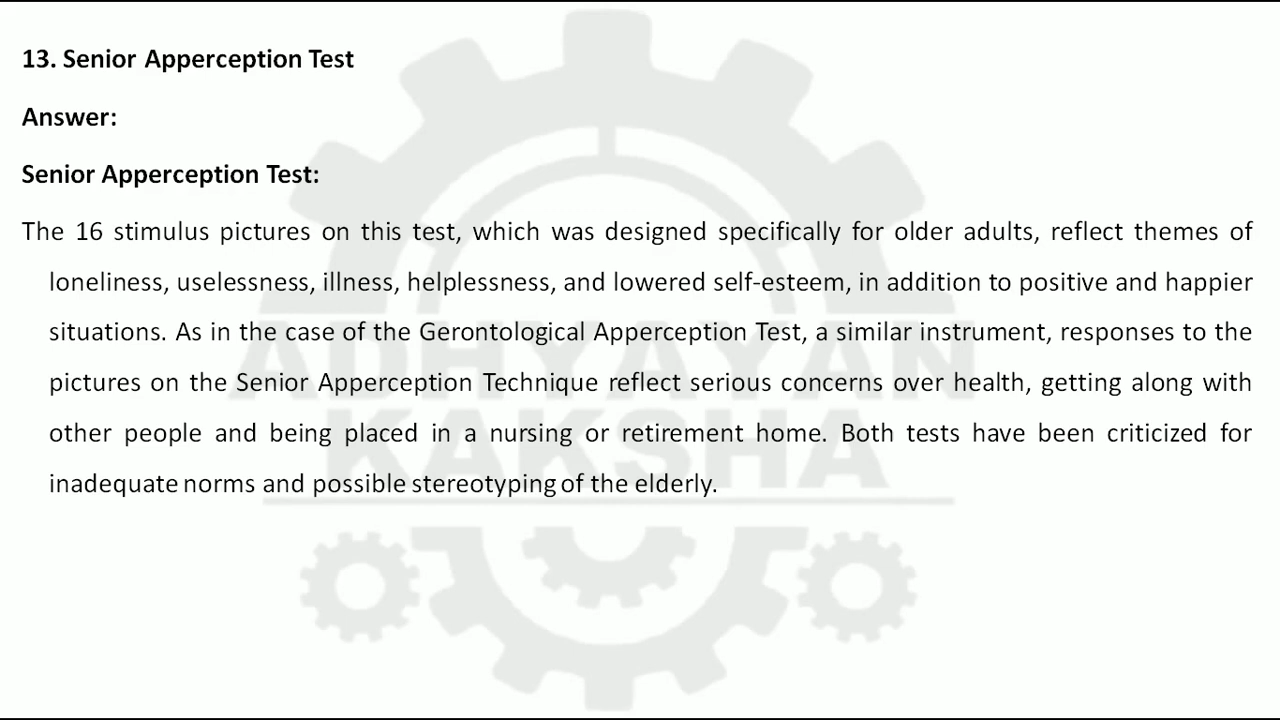 13. Senior Apperception Test
Answer:
Senior Apperception Test:
The 16 stimulus pictures on this test, which was designed specifically for older adults, reflect themes of
loneliness, uselessness, illness, helplessness, and lowered self-esteem, in addition to positive and happier
situations. As in the case of the Gerontological Apperception Test, a similar instrument, responses to the
pictures on the Senior Apperception Technique reflect serious concerns over health, getting along with
other people and being placed in a nursing or retirement home. Both tests have been criticized for
inadequate norms and possible stereotyping of the elderly.
ADHYAYAN
KAKSHA